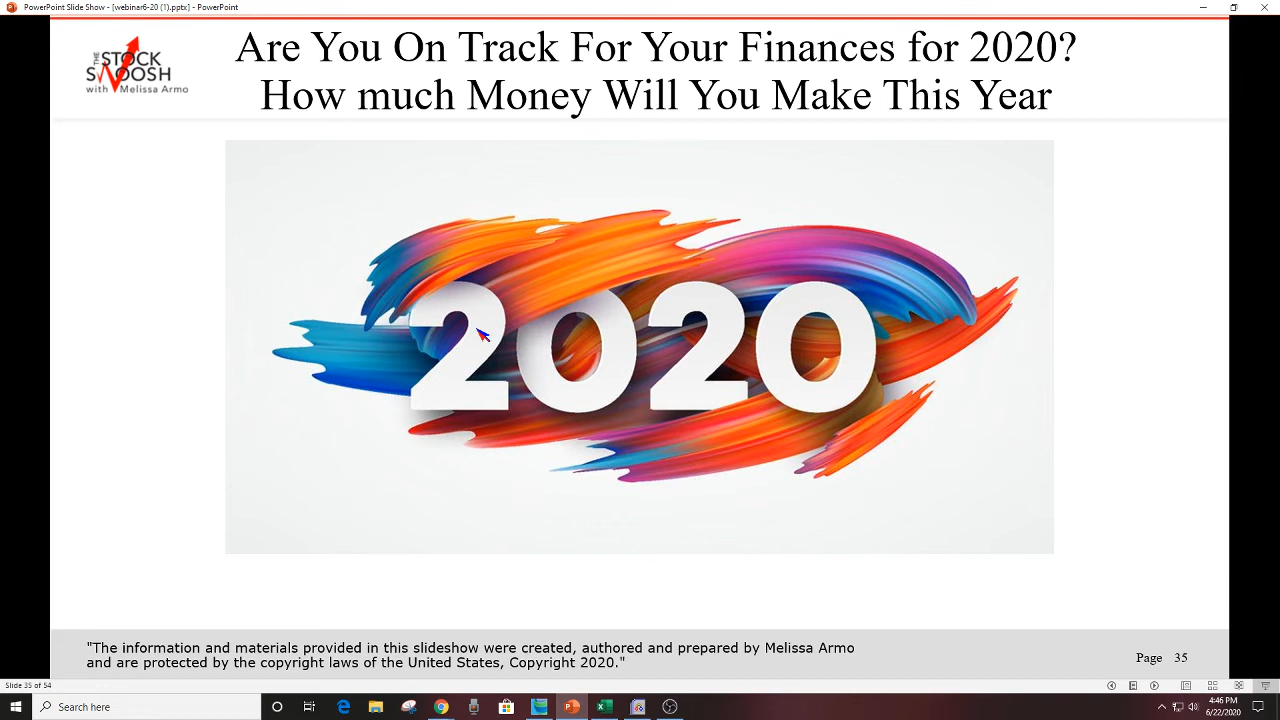 PowerPoint Slide Show - [webinar6-20 (1).pptx] - PowerPoint
THE
STOCK
SWOOSH
with Melissa Armo
Are You On Track For Your Finances for 2020?
How much Money Will You Make This Year
2020
"The information and materials provided in this slideshow were created, authored and prepared by Melissa Armo
and are protected by the copyright laws of the United States, Copyright 2020."
Page 35
Slide 35 of 54
Search here
4:46 PM
6/22/2020